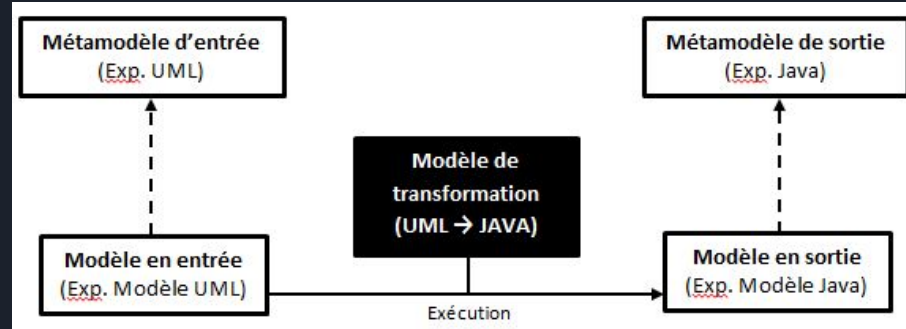 Métamodèle d'entrée
(Exp. UML)
Métamodèle de sortie
(Exp. Java)
Modèle de
transformation
(UML → JAVA)
Modèle en entrée
(Exp. Modèle UML)
Modèle en sortie
(Exp. Modèle Java)
Exécution